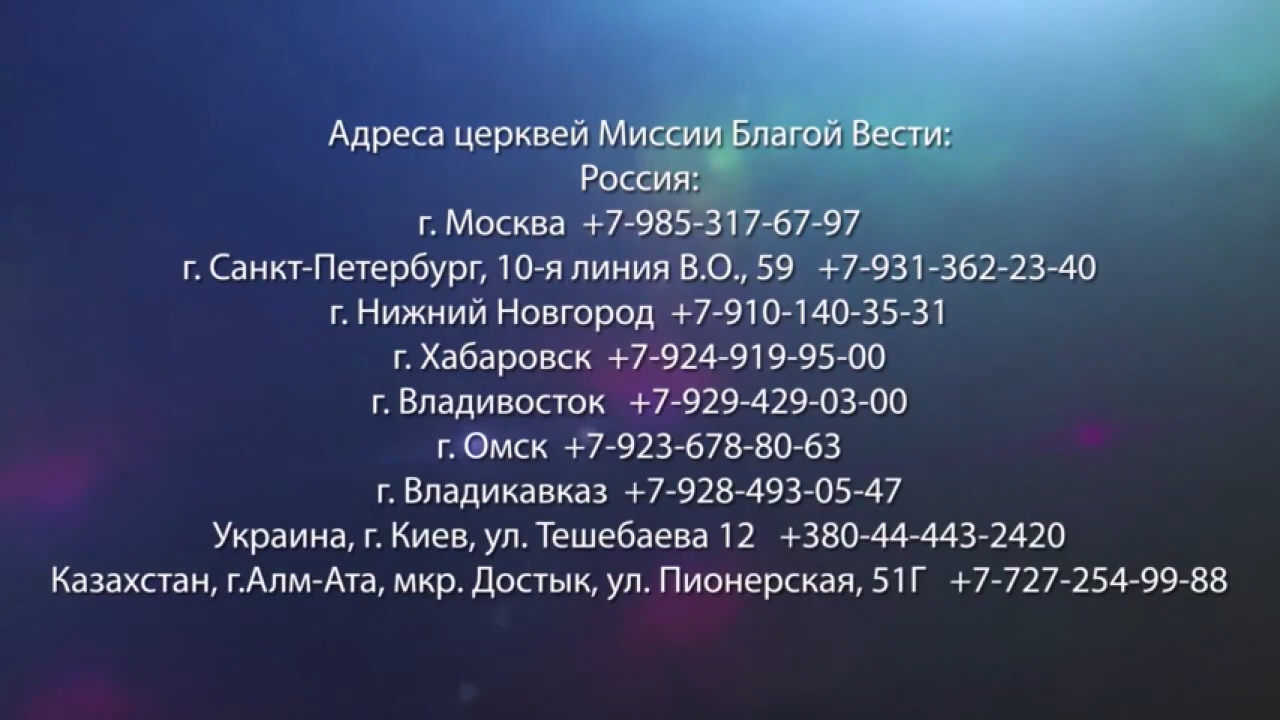 Адреса церквей Миссии Благой Вести:
Россия:
г. Москва +7-985-317-67-97
г. Санкт-Петербург, 10-я линия В.О., 59 +7-931-362-23-40
г. Нижний Новгород +7-910-140-35-31
г. Хабаровск +7-924-919-95-00
г. Владивосток +7-929-429-03-00
г. Омск +7-923-678-80-63
г. Владикавказ +7-928-493-05-47
Украина, г. Киев, ул. Тешебаева 12 +380-44-443-2420
Казахстан, г.Алм-Ата, мкр. Достык, ул. Пионерская, 51Г +7-727-254-99-88